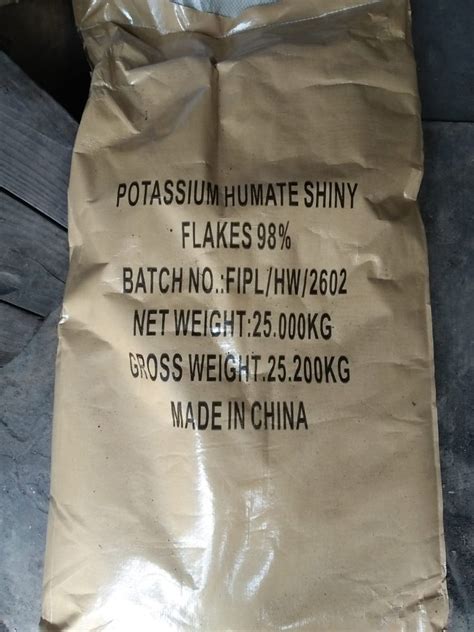 POTASSIUM HUMATE SHINY
FLAKES 98%
BATCH NO.:FIPL/HW/2602
NET WEIGHT:25.000KG
GROSS WEIGHT:25.200KG
MADE IN CHINA